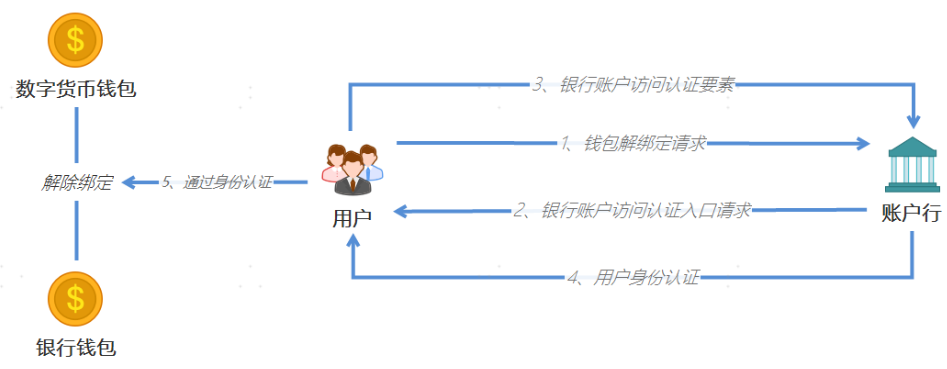 数字货币钱包
3、银行账户访问认证要素
1、钱包解绑定请求
解除绑定
5、通过身份认证
用户
2、银行账户访问认证入口请求
账户行
4、用户身份认证
银行钱包